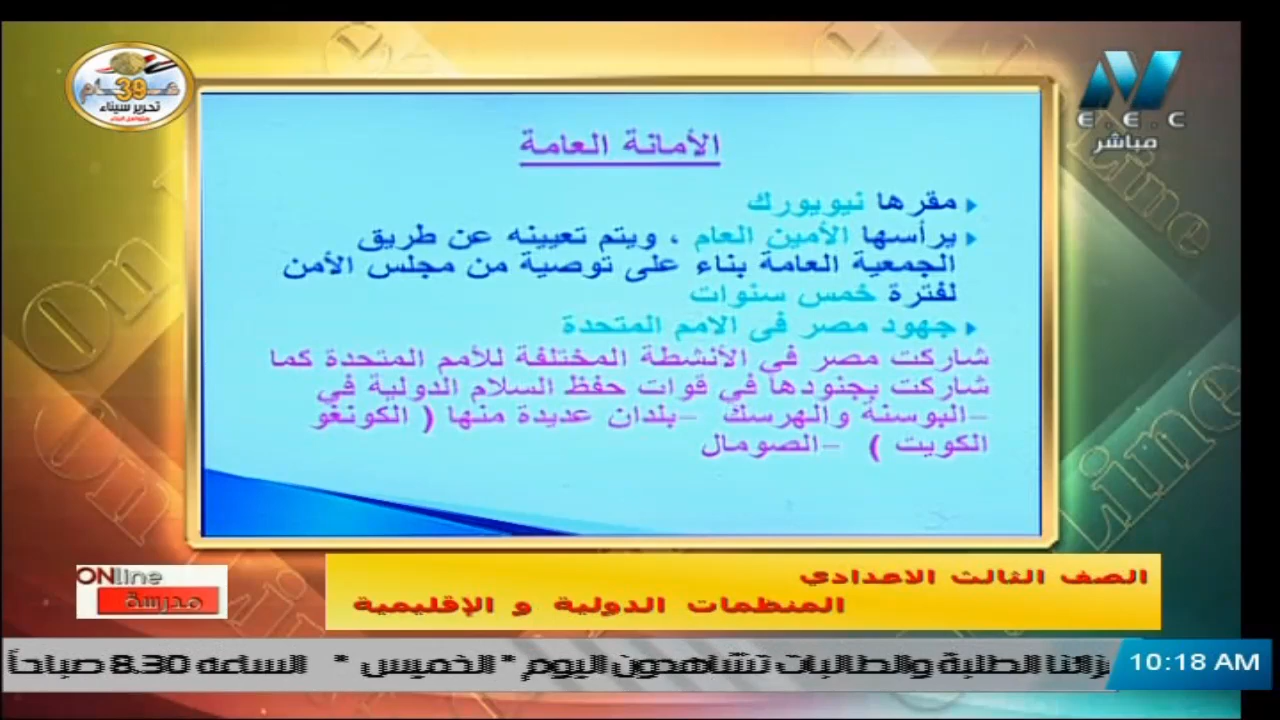 عام 39
تحرير سيناء
E.E.C
مباشر
الأمانة العامة
مقرها نيويورك
يرأسها الأمين العام ، ويتم تعيينه عن طريق
الجمعية العامة بناء على توصية من مجلس الأمن
لفترة خمس سنوات
جهود مصر فى الامم المتحدة
شاركت مصر في الأنشطة المختلفة للأمم المتحدة كما
شاركت بجنودها في قوات حفظ السلام الدولية في
–البوسنة والهرسك –بلدان عديدة منها ( الكونغو
الكويت ) –الصومال
ONline
مدرسة
الصف الثالث الاعدادي
المنظمات الدولية و الإقليمية
الطلبة والطالبات تشاهدون اليوم " الخميس " الساعه 8.30 صباحاً
10:18 AM